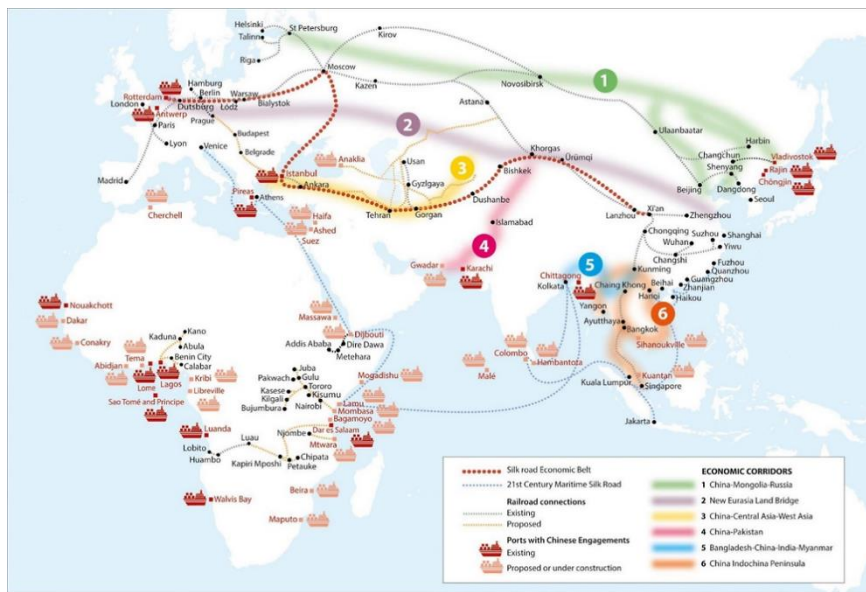 Helsinki
St Petersburg
Talinn
Riga
Kirov
Moscow
Kazen
Novosibirsk
1
Hamburg
Berlin
Rotterdam
London
Antwerp
Dutsburg
Warsaw
Lodz
Bialystok
Paris
Prague
Astana
Ulaanbaatar
Harbin
Changchun
Shenyang
Vladivostok
Rajin
Chongjin
Dangdong
Seoul
Beijing
Lyon
Venice
Budapest
Belgrade
2
Khorgas
Ürümqi
Anaklia
Usan
3
Bishkek
Madrid
Istanbul
Ankara
Gyzlgaya
Pireas
Athens
Tehran
Gorgan
Dushanbe
Lanzhou
Xi'an
Zhengzhou
Cherchell
Haifa
Ashed
Suez
Islamabad
4
Chongqing
Wuhan
Suzhou
Shanghai
Yiwu
Changshi
Gwadar
Karachi
5
Chittagong
Kolkata
Kunming
Fuzhou
Quanzhou
Guangzhou
Zhanjian
Beihai
Haikou
Chaing Khong
Hanoi
Yangon
6
Nouakchott
Dakar
Conakry
Massawa
Djibouti
Addis Ababa
Dire Dawa
Metehara
Ayutthaya
Bangkok
Sihanoukville
Colombo
Hambantoza
Malé
Kuantan
Kuala Lumpur
Singapore
Jakarta
Kano
Kaduna
Abula
Benin City
Calabar
Tema
Abidjan
Lome
Lagos
Kribi
Libreville
Sao Tomé and Principe
Juba
Pakwach
Gulu
Tororo
Kasese
Kisumu
Kilgali
Bujumbura
Nairobi
Mogadishu
Lamou
Mombasa
Bagamoyo
Dar es Salaam
Mtwara
Njombe
Luanda
Lobito
Luau
Huambo
Kapiri Mposhi
Chipata
Petauke
Walvis Bay
Beira
Maputo
Silk road Economic Belt
21st Century Maritime Silk Road
Railroad connections
Existing
Proposed
Ports with Chinese Engagements
Existing
Proposed or under construction
ECONOMIC CORRIDORS
1 China-Mongolia-Russia
2 New Eurasia Land Bridge
3 China-Central Asia-West Asia
4 China-Pakistan
5 Bangladesh-China-India-Myanmar
6 China Indochina Peninsula